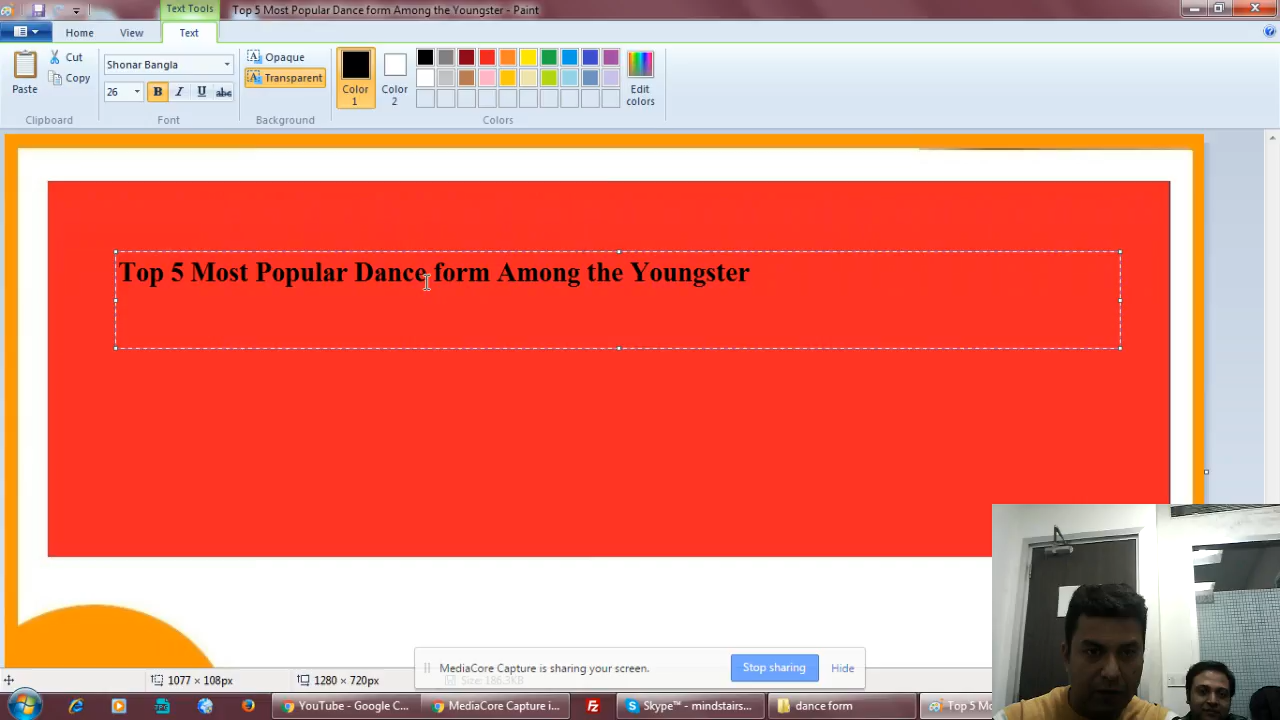 Text Tools
Top 5 Most Popular Dance form Among the Youngster - Paint
Home
View
Text
Paste
Cut
Copy
Clipboard
Shonar Bangla
26
B
I
U
abc
Font
Opaque
Transparent
Background
Color 1
Color 2
Edit colors
Colors
Top 5 Most Popular Dance form Among the Youngster
MediaCore Capture is sharing your screen.
Stop sharing
Hide
1077 × 108px
1280 × 720px
Size: 186.3KB
YouTube - Google C...
MediaCore Capture i...
Skype™ - mindstairs...
dance form
Top 5 Mo